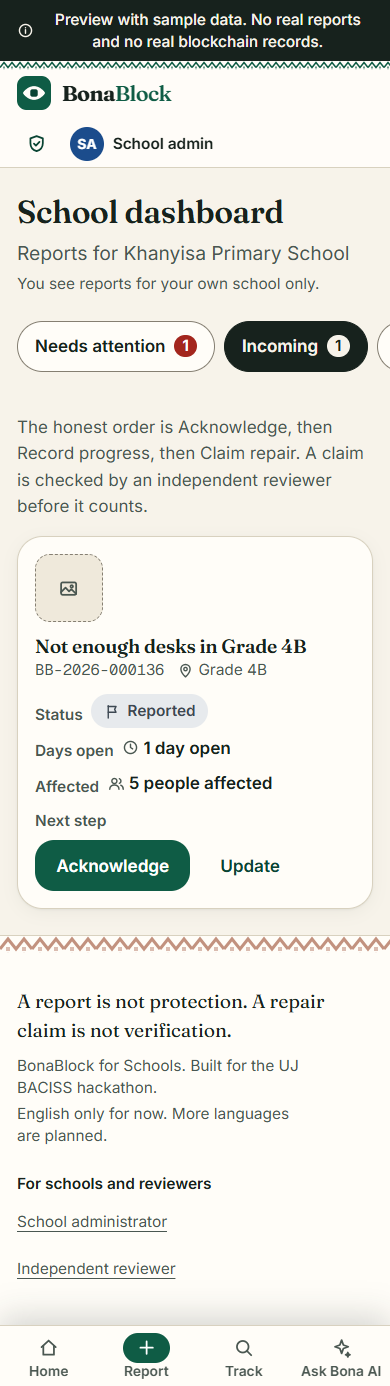 Preview with sample data. No real reports
and no real blockchain records.
BonaBlock
SA School admin
School dashboard
Reports for Khanyisa Primary School
You see reports for your own school only.
Needs attention 1 Incoming 1
The honest order is Acknowledge, then
Record progress, then Claim repair. A claim
is checked by an independent reviewer
before it counts.
Not enough desks in Grade 4B
BB-2026-000136 Grade 4B
Status Reported
Days open 1 day open
Affected 5 people affected
Next step
Acknowledge Update
A report is not protection. A repair
claim is not verification.
BonaBlock for Schools. Built for the UJ
BACISS hackathon.
English only for now. More languages
are planned.
For schools and reviewers
School administrator
Independent reviewer
Home Report Track Ask Bona AI